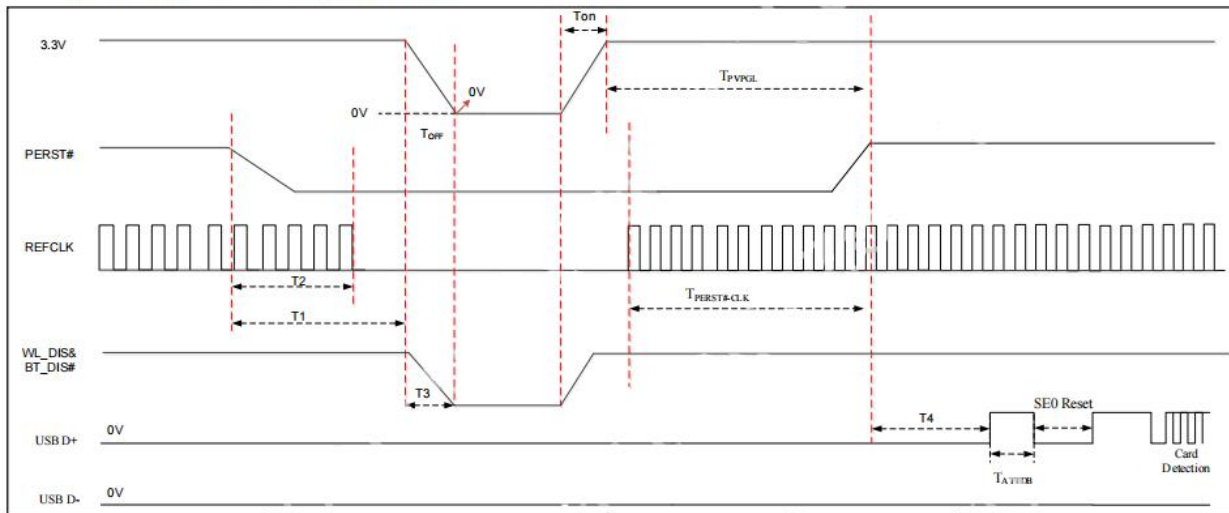 Ton
3.3V
TPVPGL
0V
0V
TOFF
PERST#
REFCLK
T2
TPERST#-CLK
T1
WL_DIS&
BT_DIS#
T3
SE0 Reset
T4
USB D+
0V
Card
Detection
TATTDB
USB D-
0V